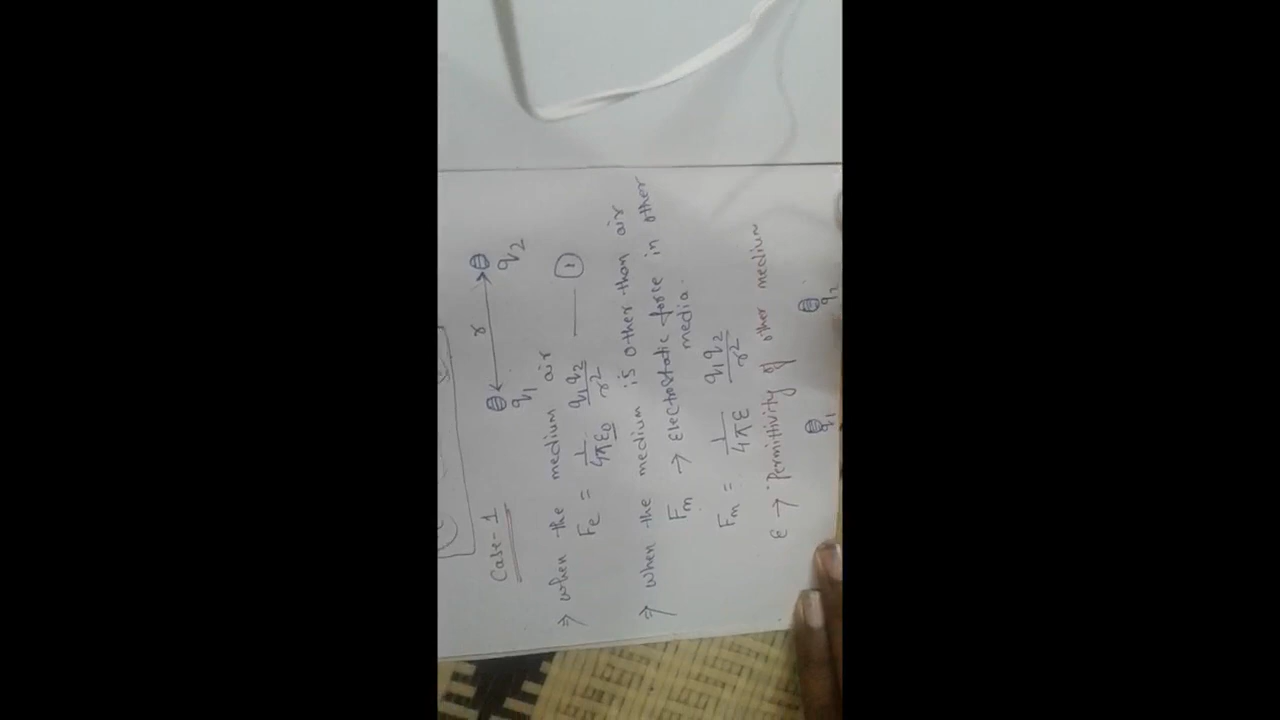 Case-1
⊖ ← r → ⊖
q1 q2
⇒ when the medium air
Fe = 1/4πε0 q1q2/r² —— ①
⇒ when the medium is other than air
Fm → Electrostatic force in other
media.
Fm = 1/4πε q1q2/r²
ε → Permittivity of other medium
⊖ ⊖
q1 q2